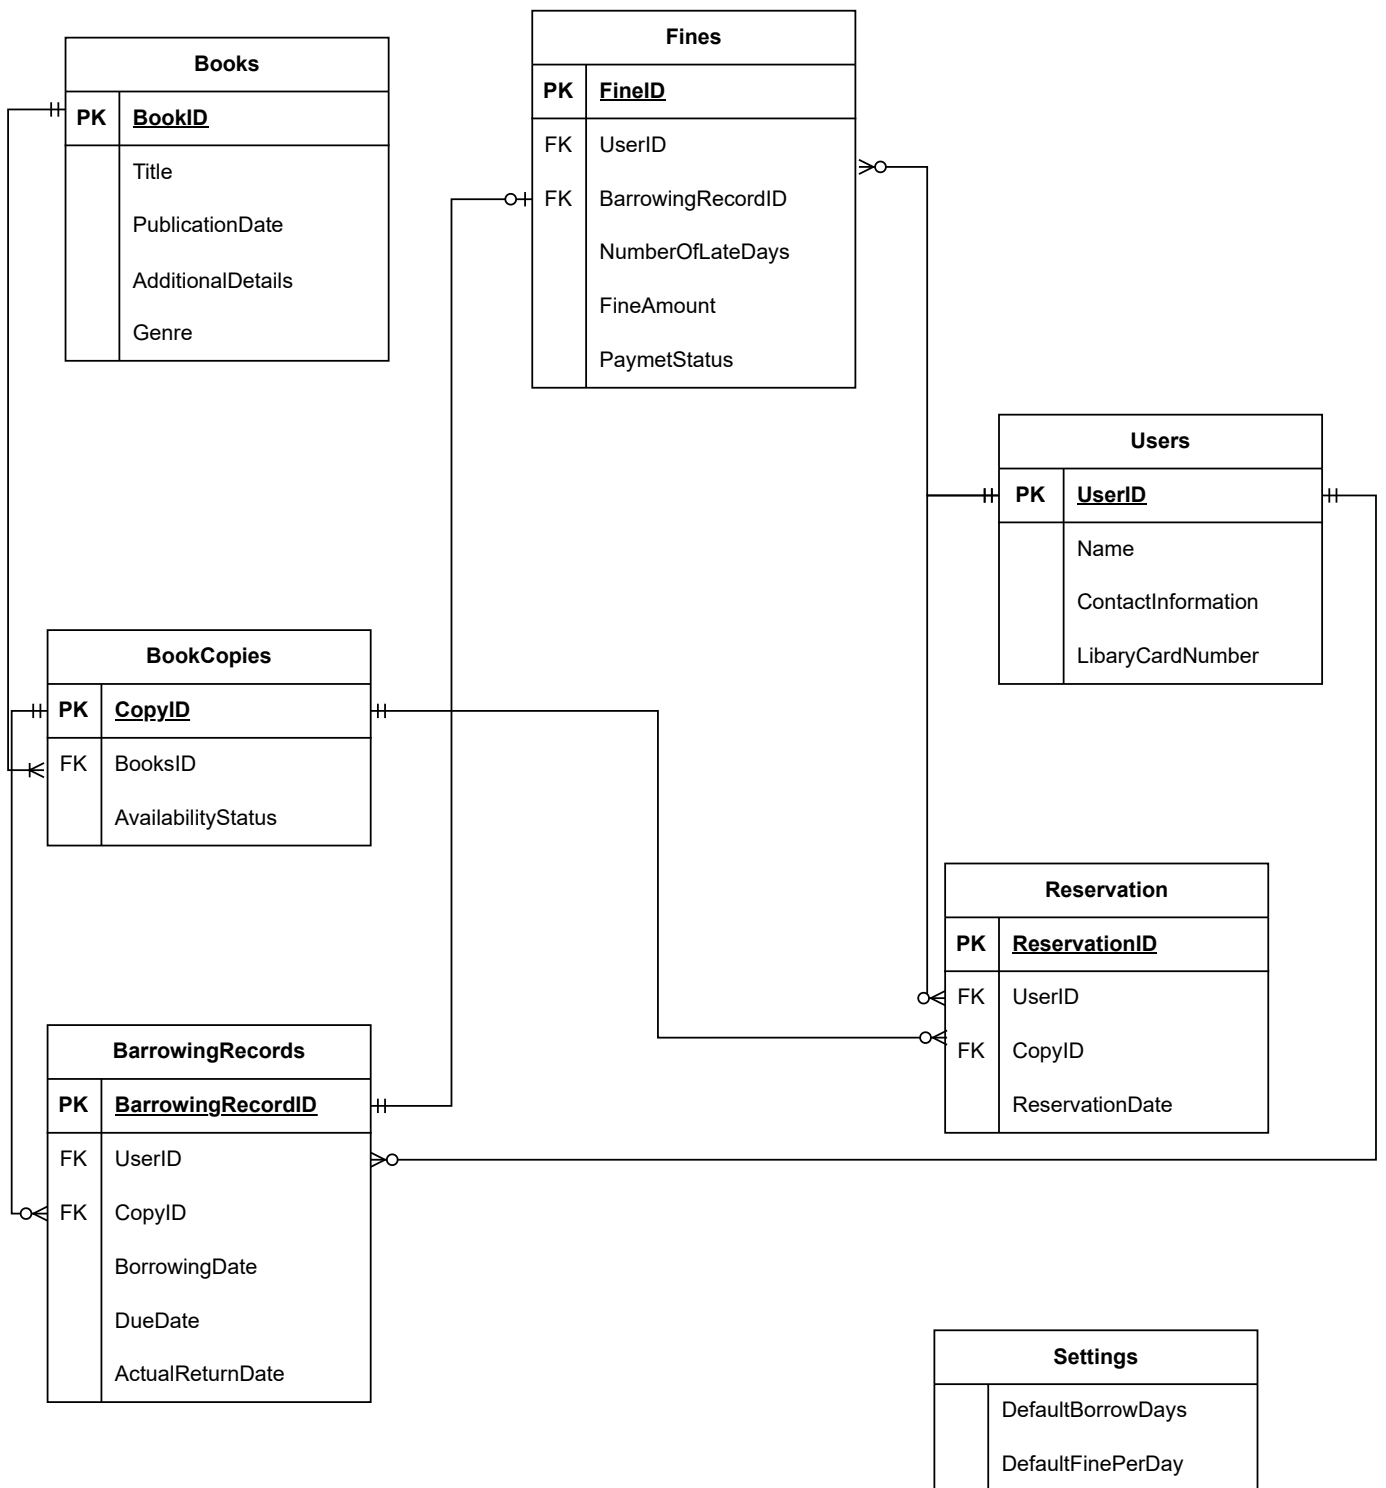 Books
PK BookID
Title
PublicationDate
AdditionalDetails
Genre
Fines
PK FineID
FK UserID
FK BarrowingRecordID
NumberOfLateDays
FineAmount
PaymetStatus
Users
PK UserID
Name
ContactInformation
LibaryCardNumber
BookCopies
PK CopyID
FK BooksID
AvailabilityStatus
Reservation
PK ReservationID
FK UserID
FK CopyID
ReservationDate
BarrowingRecords
PK BarrowingRecordID
FK UserID
FK CopyID
BorrowingDate
DueDate
ActualReturnDate
Settings
DefaultBorrowDays
DefaultFinePerDay